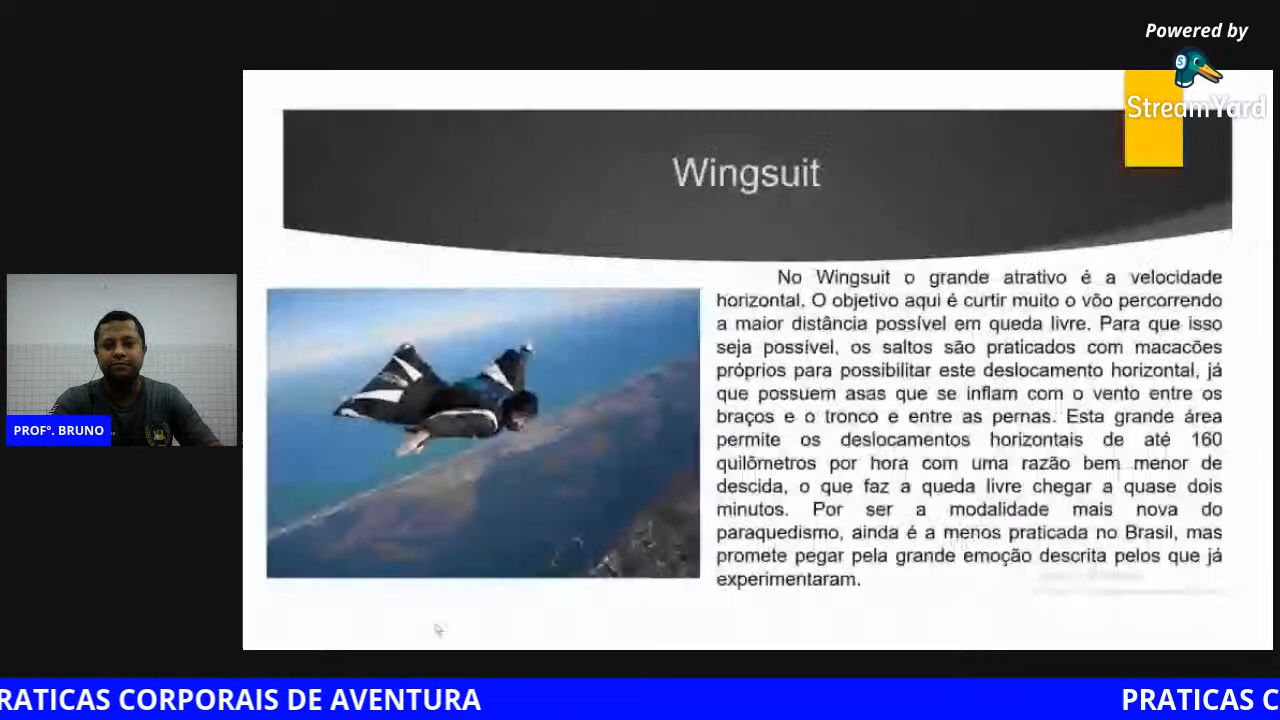 Powered by
StreamYard
Wingsuit
No Wingsuit o grande atrativo é a velocidade
horizontal. O objetivo aqui é curtir muito o vôo percorrendo
a maior distância possível em queda livre. Para que isso
seja possível, os saltos são praticados com macacões
próprios para possibilitar este deslocamento horizontal, já
que possuem asas que se inflam com o vento entre os
braços e o tronco e entre as pernas. Esta grande área
permite os deslocamentos horizontais de até 160
quilômetros por hora com uma razão bem menor de
descida, o que faz a queda livre chegar a quase dois
minutos. Por ser a modalidade mais nova do
paraquedismo, ainda é a menos praticada no Brasil, mas
promete pegar pela grande emoção descrita pelos que já
experimentaram.
PROFº. BRUNO
RATICAS CORPORAIS DE AVENTURA
PRATICAS C